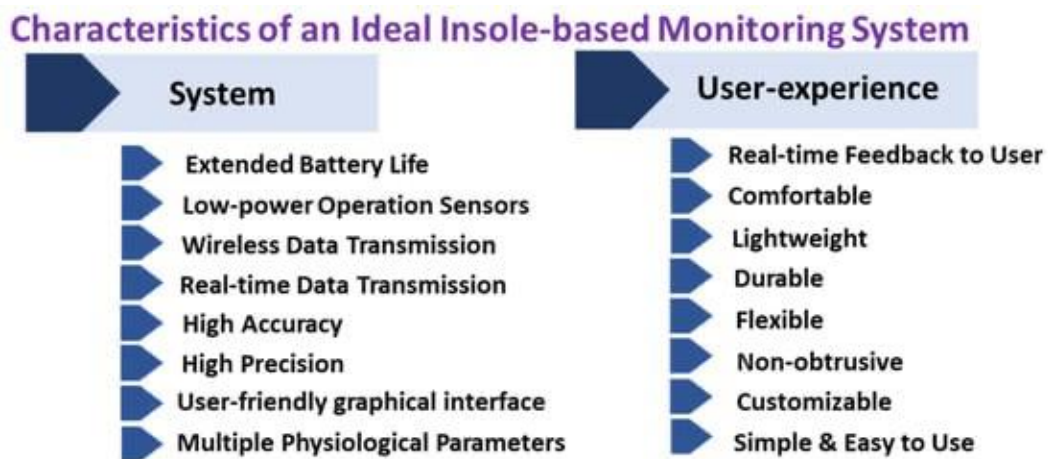 Characteristics of an Ideal Insole-based Monitoring System
System
Extended Battery Life
Low-power Operation Sensors
Wireless Data Transmission
Real-time Data Transmission
High Accuracy
High Precision
User-friendly graphical interface
Multiple Physiological Parameters
User-experience
Real-time Feedback to User
Comfortable
Lightweight
Durable
Flexible
Non-obtrusive
Customizable
Simple & Easy to Use